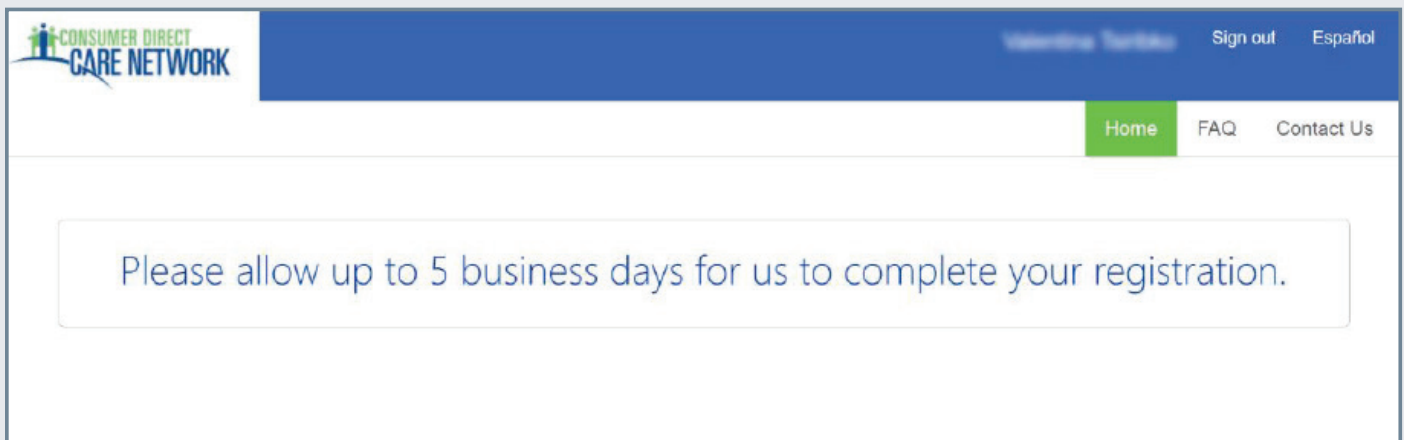 CONSUMER DIRECT
CARE NETWORK
Sign out Español
Home FAQ Contact Us
Please allow up to 5 business days for us to complete your registration.